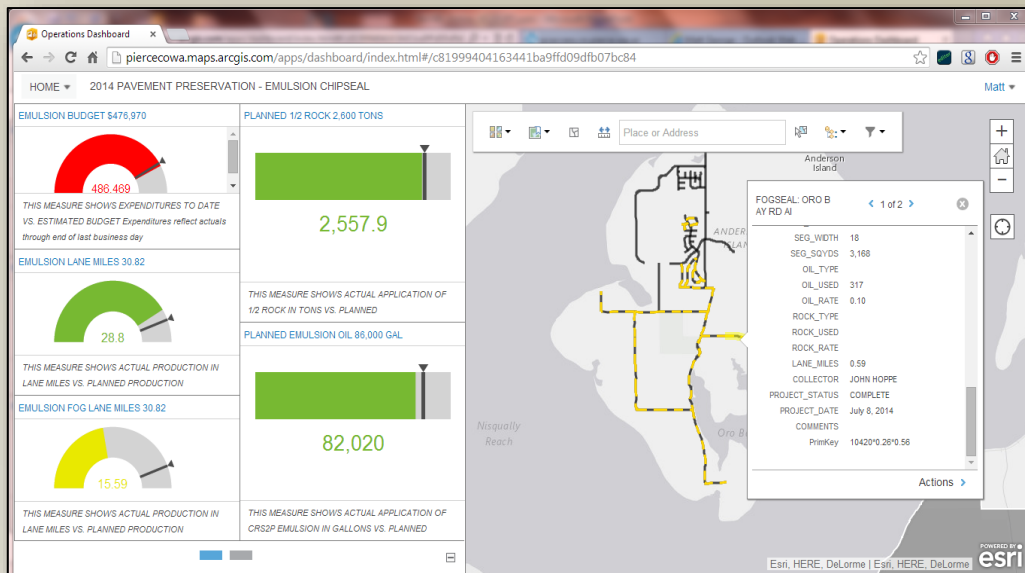 Operations Dashboard
Operations Dashboard
piercecowa.maps.arcgis.com/apps/dashboard/index.html#/c81999404163441ba9ffd09dfb07bc84
HOME
2014 PAVEMENT PRESERVATION - EMULSION CHIPSEAL
Matt
EMULSION BUDGET $476,970
486,469
THIS MEASURE SHOWS EXPENDITURES TO DATE
VS. ESTIMATED BUDGET Expenditures reflect actuals
through end of last business day
EMULSION LANE MILES 30.82
28.8
THIS MEASURE SHOWS ACTUAL PRODUCTION IN
LANE MILES VS. PLANNED PRODUCTION
EMULSION FOG LANE MILES 30.82
15.59
THIS MEASURE SHOWS ACTUAL PRODUCTION IN
LANE MILES VS. PLANNED PRODUCTION
PLANNED 1/2 ROCK 2,600 TONS
2,557.9
THIS MEASURE SHOWS ACTUAL APPLICATION OF
1/2 ROCK IN TONS VS. PLANNED
PLANNED EMULSION OIL 86,000 GAL
82,020
THIS MEASURE SHOWS ACTUAL APPLICATION OF
CRS2P EMULSION IN GALLONS VS. PLANNED
Place or Address
Anderson
Island
Nisqually
Reach
Oro
FOGSEAL: ORO B
AY RD AI
1 of 2
SEG_WIDTH 18
SEG_SQYDS 3,168
OIL_TYPE
OIL_USED 317
OIL_RATE 0.10
ROCK_TYPE
ROCK_USED
ROCK_RATE
LANE_MILES 0.59
COLLECTOR JOHN HOPPE
PROJECT_STATUS COMPLETE
PROJECT_DATE July 8, 2014
COMMENTS
PrimKey 10420*0.26*0.56
Actions
Esri, HERE, DeLorme | Esri, HERE, DeLorme
POWERED BY
esri